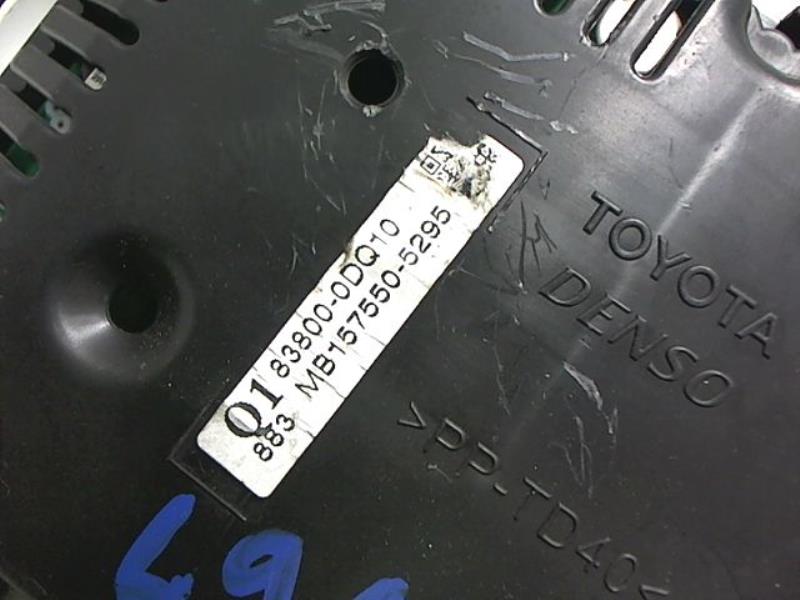 Q1 83800-0DQ10
883 MB157550-5295
TOYOTA
DENSO
>PP-TD40<